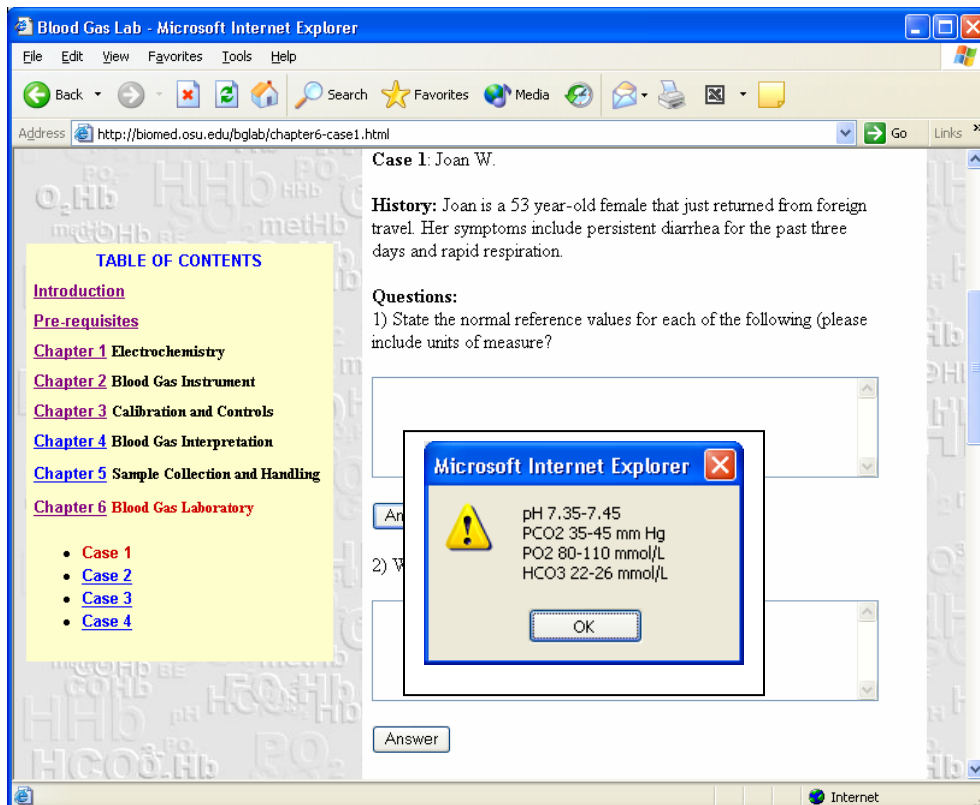 Blood Gas Lab - Microsoft Internet Explorer
File Edit View Favorites Tools Help
Back Search Favorites Media
Address http://biomed.osu.edu/bglab/chapter6-case1.html Go Links »
TABLE OF CONTENTS
Introduction
Pre-requisites
Chapter 1 Electrochemistry
Chapter 2 Blood Gas Instrument
Chapter 3 Calibration and Controls
Chapter 4 Blood Gas Interpretation
Chapter 5 Sample Collection and Handling
Chapter 6 Blood Gas Laboratory
• Case 1
• Case 2
• Case 3
• Case 4
Case 1: Joan W.
History: Joan is a 53 year-old female that just returned from foreign
travel. Her symptoms include persistent diarrhea for the past three
days and rapid respiration.
Questions:
1) State the normal reference values for each of the following (please
include units of measure?
Microsoft Internet Explorer
pH 7.35-7.45
PCO2 35-45 mm Hg
PO2 80-110 mmol/L
HCO3 22-26 mmol/L
OK
2)
Answer
Internet